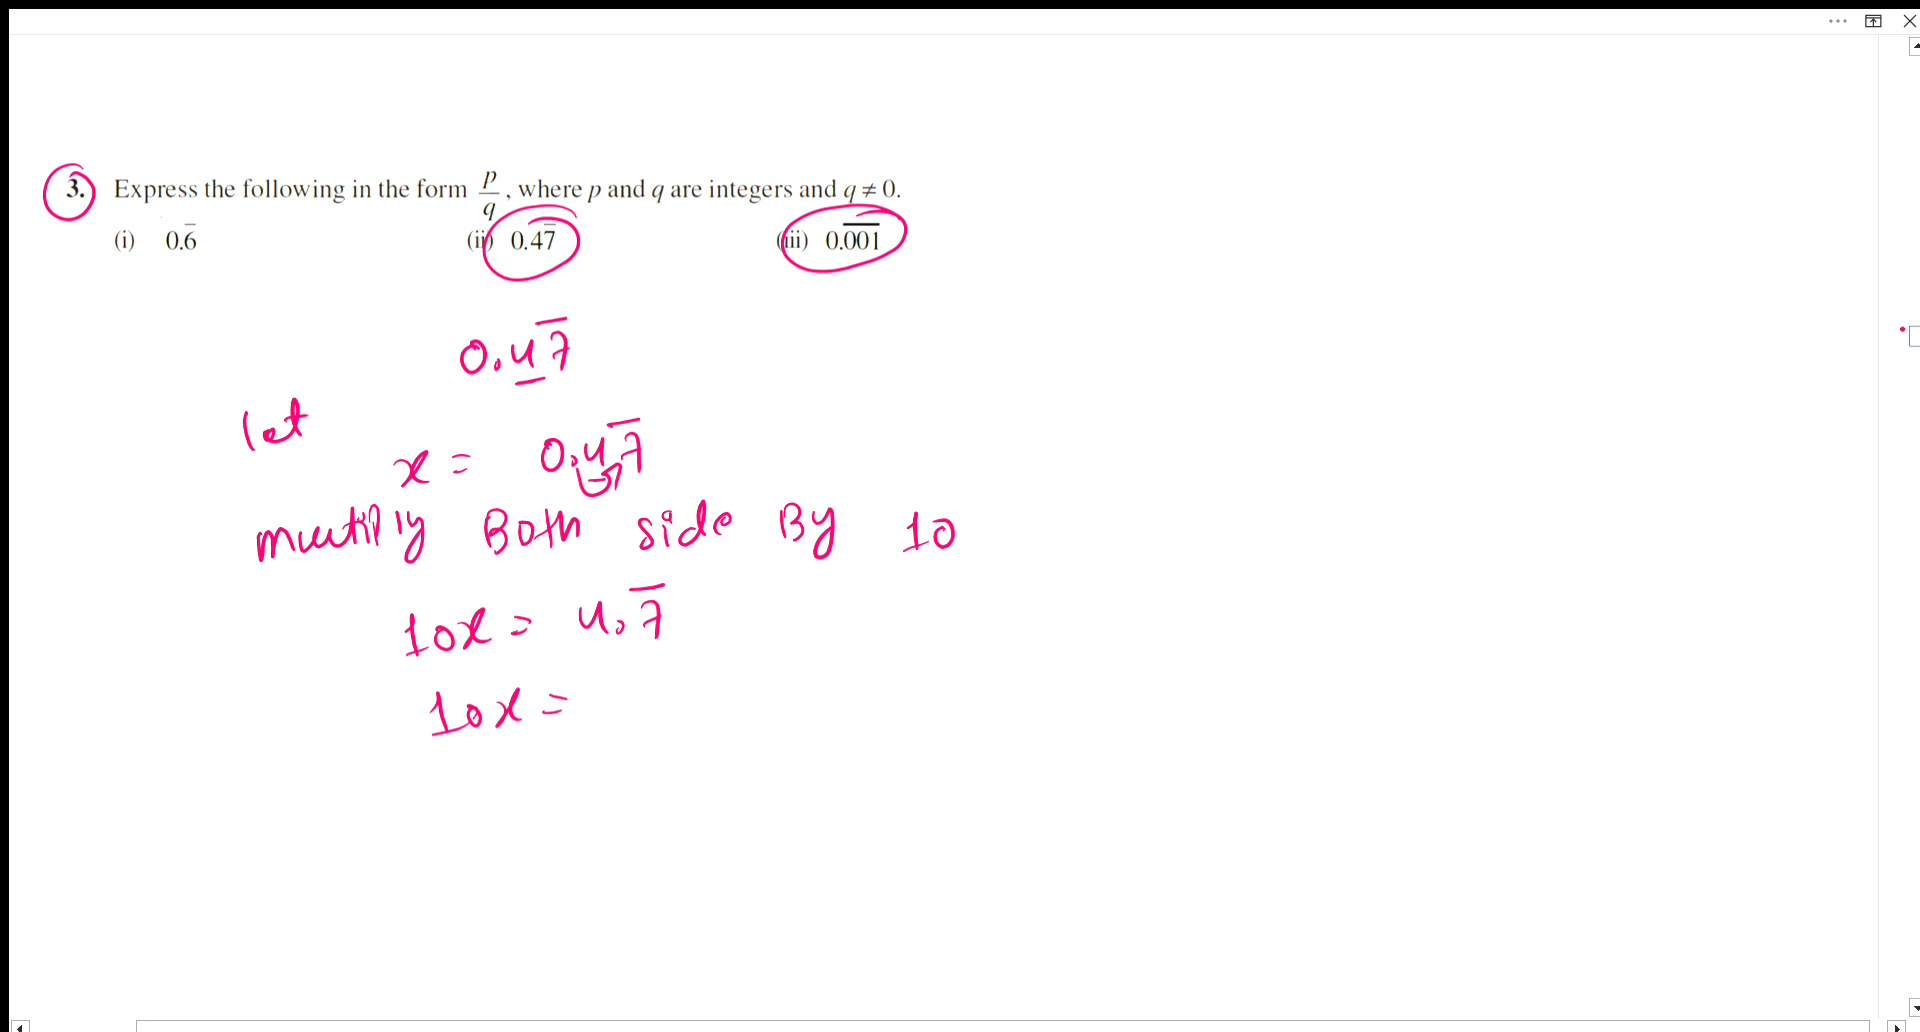 3. Express the following in the form p/q, where p and q are integers and q ≠ 0.
(i) 0.6̅ (ii) 0.47̅ (iii) 0.0̅0̅1̅
0.47̅
let
x = 0.47̅
multiply Both side By 10
10x = 4.7̅
10x =